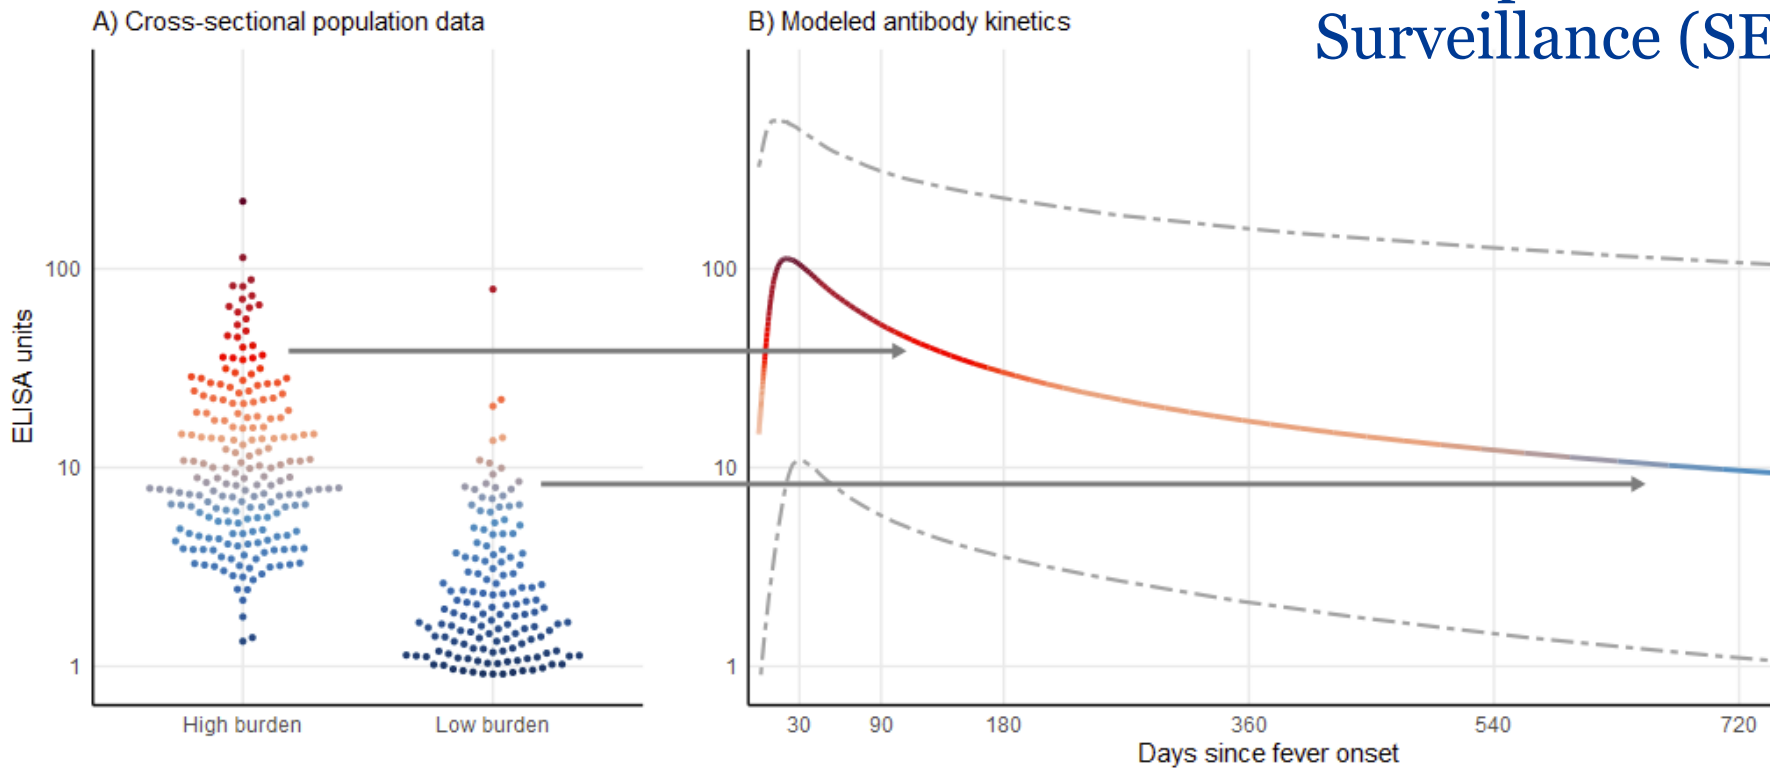 A) Cross-sectional population data
B) Modeled antibody kinetics
Surveillance (SE
ELISA units
100
10
1
100
10
1
High burden
Low burden
30
90
180
360
540
720
Days since fever onset